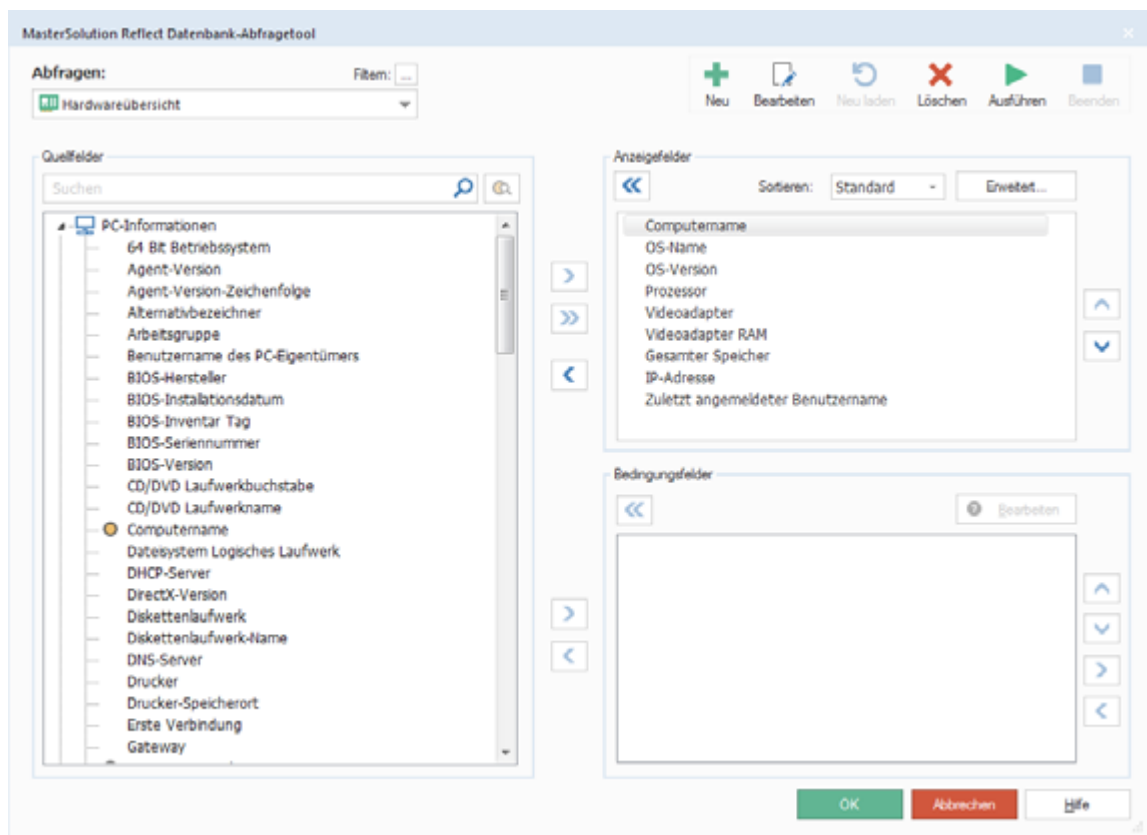 MasterSolution Reflect Datenbank-Abfragetool
Abfragen:
Filtern: ...
Hardwareübersicht
Neu
Bearbeiten
Neu laden
Löschen
Ausführen
Beenden
Quellfelder
Suchen
PC-Informationen
64 Bit Betriebssystem
Agent-Version
Agent-Version-Zeichenfolge
Alternativbezeichner
Arbeitsgruppe
Benutzername des PC-Eigentümers
BIOS-Hersteller
BIOS-Installationsdatum
BIOS-Inventar Tag
BIOS-Seriennummer
BIOS-Version
CD/DVD Laufwerkbuchstabe
CD/DVD Laufwerkname
Computername
Dateisystem Logisches Laufwerk
DHCP-Server
DirectX-Version
Diskettenlaufwerk
Diskettenlaufwerk-Name
DNS-Server
Drucker
Drucker-Speicherort
Erste Verbindung
Gateway
Anzeigefelder
Sortieren: Standard
Erweitert...
Computername
OS-Name
OS-Version
Prozessor
Videoadapter
Videoadapter RAM
Gesamter Speicher
IP-Adresse
Zuletzt angemeldeter Benutzername
Bedingungsfelder
Bearbeiten
OK
Abbrechen
Hilfe